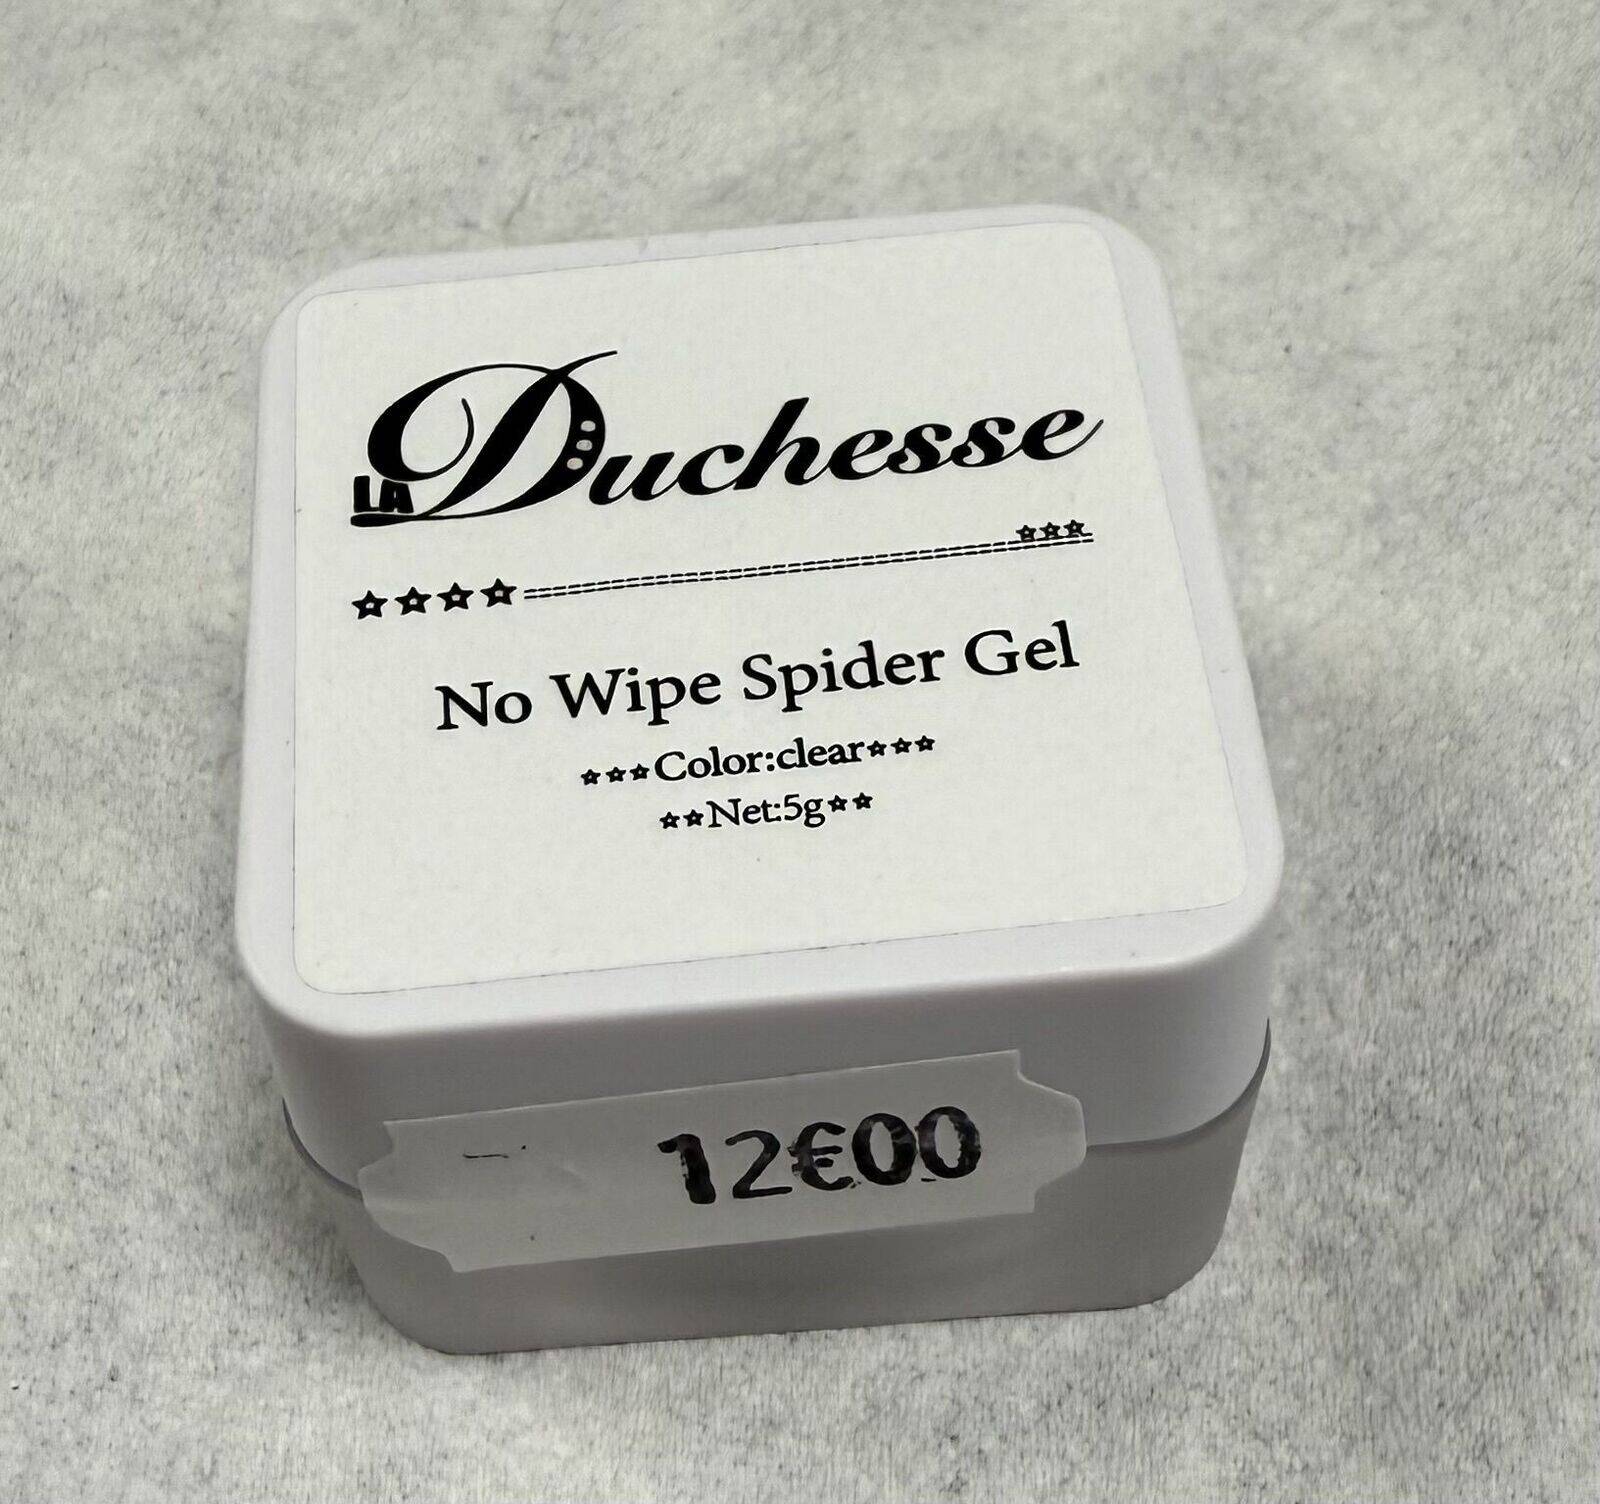 LA Duchesse
☆☆☆☆==============================☆☆☆
No Wipe Spider Gel
☆☆☆Color:clear☆☆☆
☆☆Net:5g☆☆
12€00